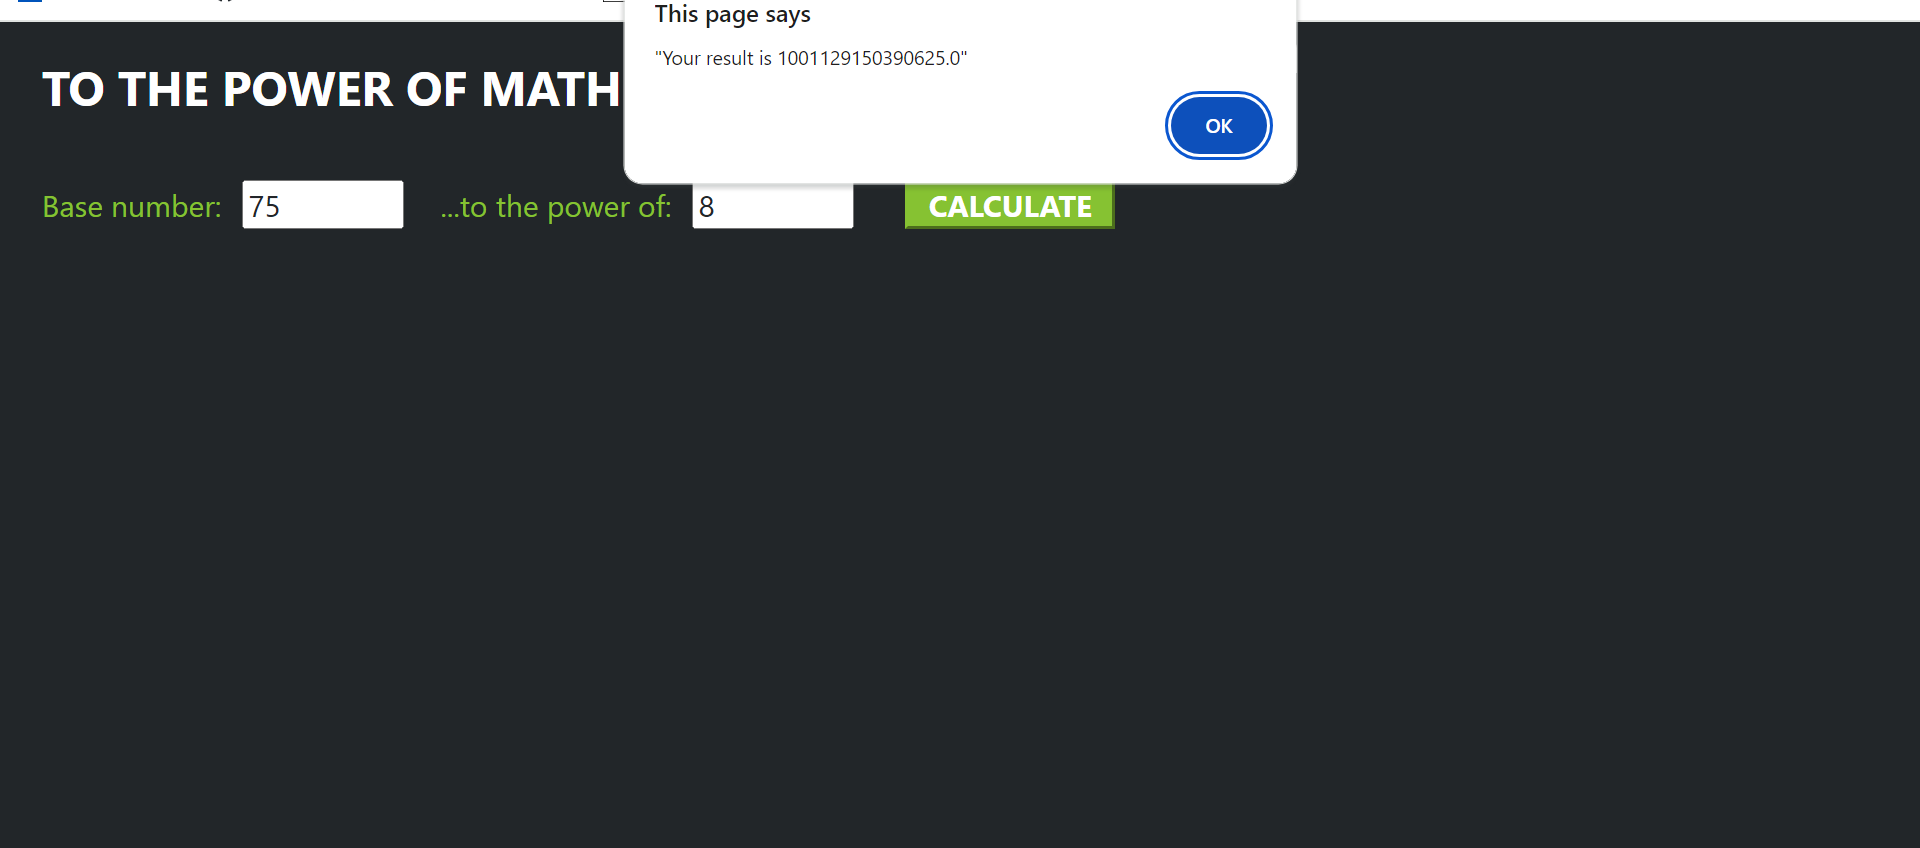 This page says
"Your result is 1001129150390625.0"
OK
TO THE POWER OF MATH
Base number: 75 ...to the power of: 8 CALCULATE